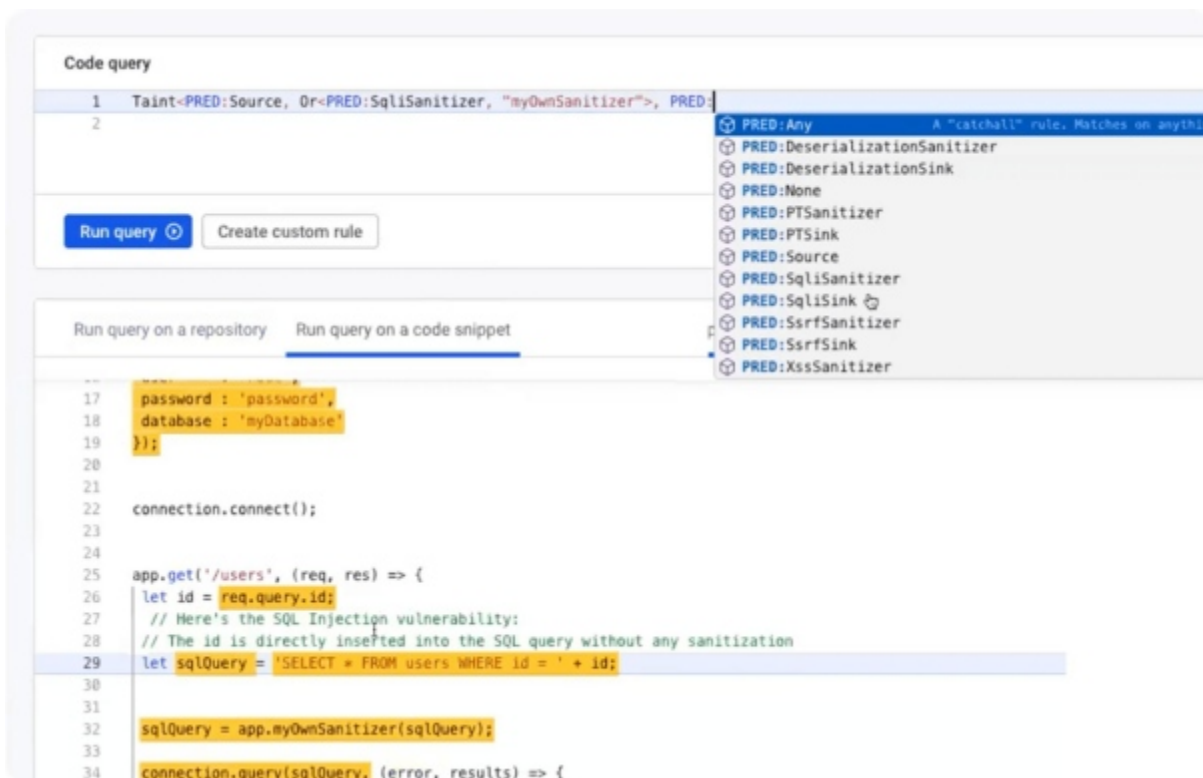 Code query
1 Taint<PRED:Source, Or<PRED:SqliSanitizer, "myOwnSanitizer">, PRED:
2
PRED:Any A "catchall" rule. Matches on anythi
PRED:DeserializationSanitizer
PRED:DeserializationSink
PRED:None
PRED:PTSanitizer
PRED:PTSink
PRED:Source
PRED:SqliSanitizer
PRED:SqliSink
PRED:SsrfSanitizer
PRED:SsrfSink
PRED:XssSanitizer
Run query
Create custom rule
Run query on a repository
Run query on a code snippet
17 password : 'password',
18 database : 'myDatabase'
19 });
20
21
22 connection.connect();
23
24
25 app.get('/users', (req, res) => {
26 let id = req.query.id;
27 // Here's the SQL Injection vulnerability:
28 // The id is directly inserted into the SQL query without any sanitization
29 let sqlQuery = 'SELECT * FROM users WHERE id = ' + id;
30
31
32 sqlQuery = app.myOwnSanitizer(sqlQuery);
33
34 connection.query(sqlQuery, (error, results) => {